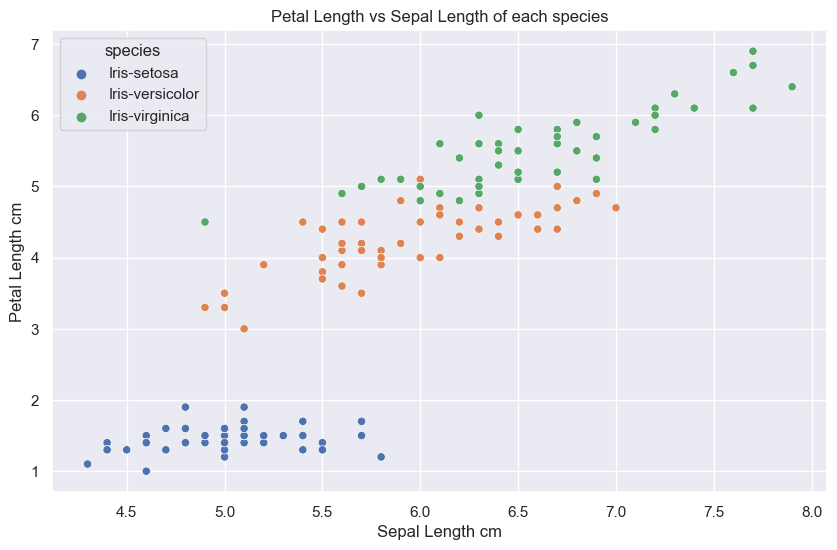 Petal Length vs Sepal Length of each species
species
Iris-setosa
Iris-versicolor
Iris-virginica
7
6
5
4
3
2
1
Petal Length cm
4.5 5.0 5.5 6.0 6.5 7.0 7.5 8.0
Sepal Length cm